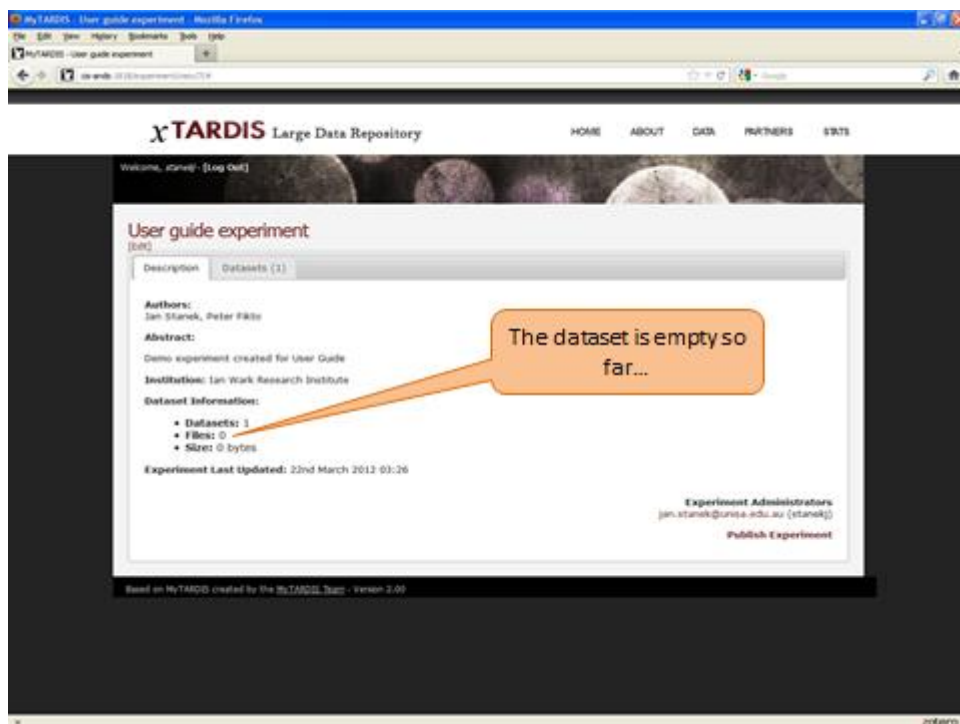 MyTARDIS - User guide experiment - Mozilla Firefox
File Edit View History Bookmarks Tools Help
MyTARDIS - User guide experiment
Google
χTARDIS Large Data Repository
HOME ABOUT DATA PARTNERS STATS
Welcome, stanekj - [Log Out]
User guide experiment
[Edit]
Description Datasets (1)
Authors:
Jan Stanek, Peter
Abstract:
Demo experiment created for User Guide
Institution: Ian Wark Research Institute
Dataset Information:
• Datasets: 1
• Files: 0
• Size: 0 bytes
Experiment Last Updated: 22nd March 2012 03:26
The dataset is empty so
far...
Experiment Administrators
jan.stanek@unisa.edu.au (stanekj)
Publish Experiment
Based on MyTARDIS created by the MyTARDIS Team - Version 2.00
x
zotero